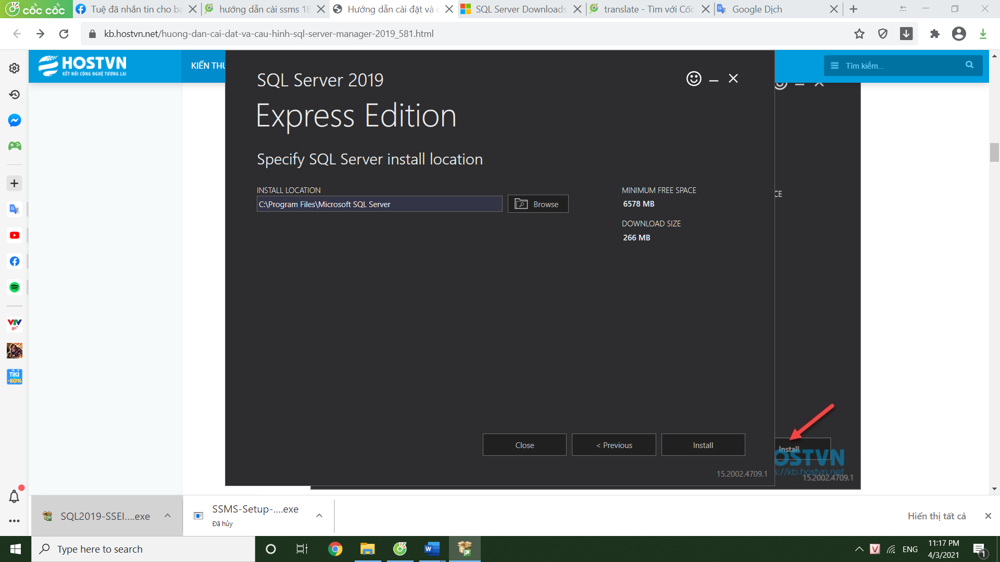 cốc cốc
Tuệ đã nhắn tin cho bạ
hướng dẫn cài ssms 18
Hướng dẫn cài đặt và c
SQL Server Downloads
translate - Tìm với Cốc
Google Dịch
kb.hostvn.net/huong-dan-cai-dat-va-cau-hinh-sql-server-manager-2019_581.html
HOSTVN
KẾT NỐI CÔNG NGHỆ TƯƠNG LAI
KIẾN THU
Tìm kiếm...
SQL Server 2019
Express Edition
Specify SQL Server install location
INSTALL LOCATION
C:\Program Files\Microsoft SQL Server
Browse
MINIMUM FREE SPACE
6578 MB
DOWNLOAD SIZE
266 MB
CE
Close
< Previous
Install
15.2002.4709.1
Install
OSTVN
s://kb.hostvn.net
15.2002.4709.1
VTV
go
TIKI
-50%
SQL2019-SSEI....exe
SSMS-Setup-....exe
Đã hủy
Hiển thị tất cả
Type here to search
W
V
ENG
11:17 PM
4/3/2021
1